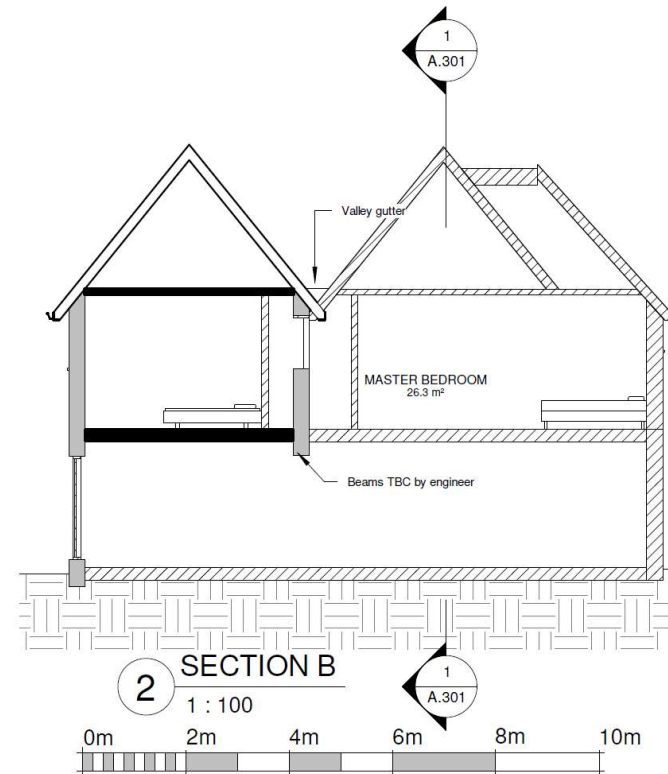 1
A.301
Valley gutter
MASTER BEDROOM
26.3 m²
Beams TBC by engineer
2
SECTION B
1 : 100
1
A.301
0m 2m 4m 6m 8m 10m